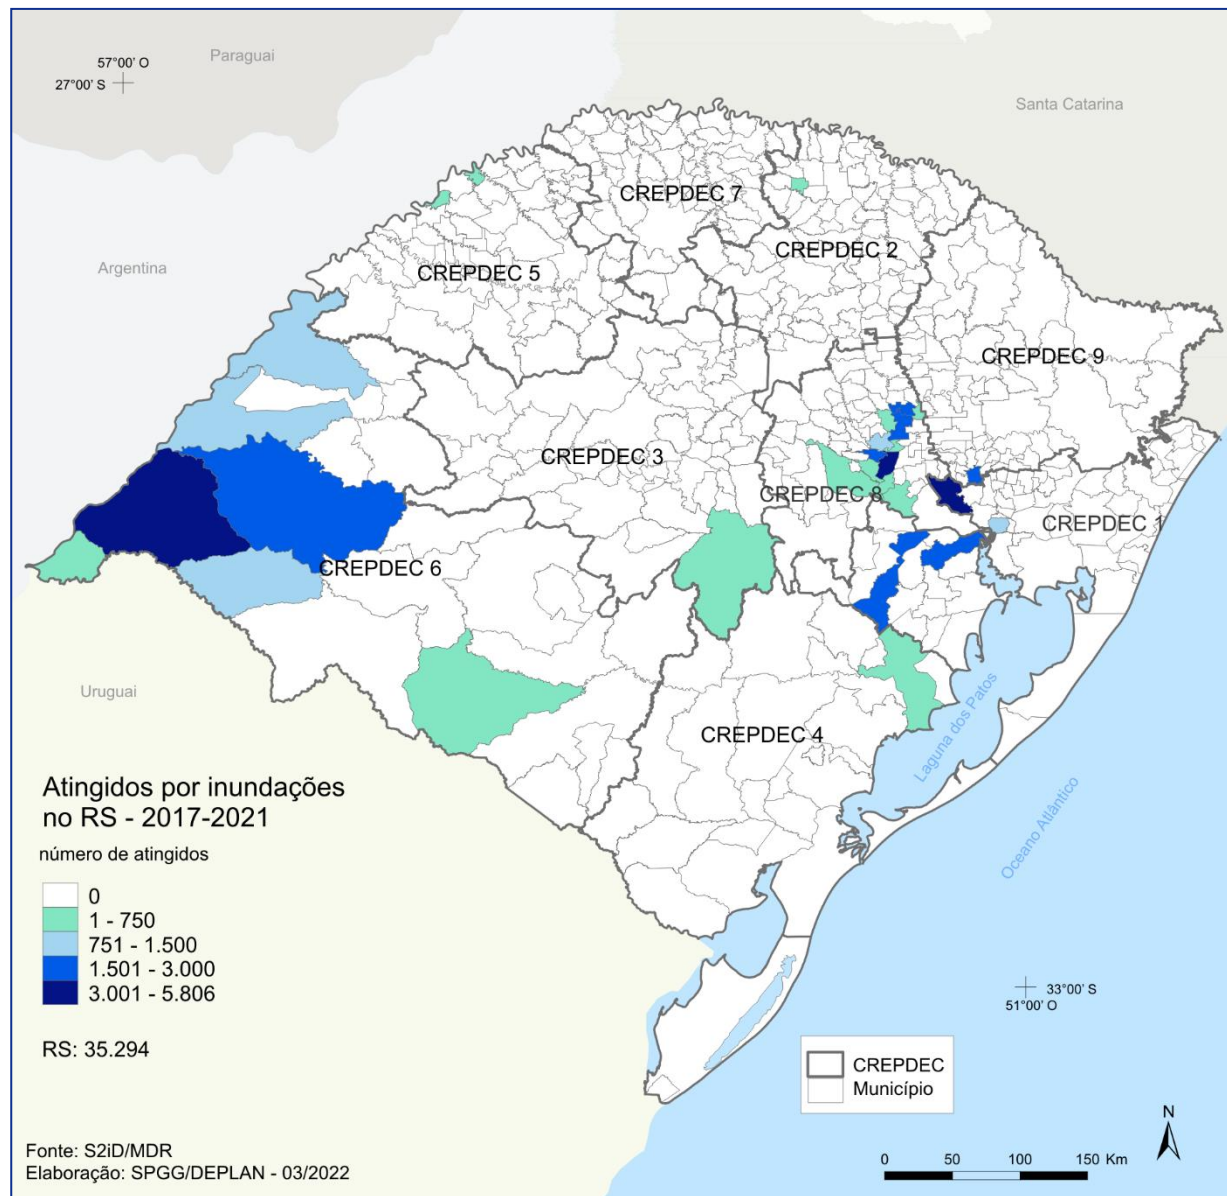 Paraguai
57°00' O
27°00' S
Santa Catarina
CREPDEC 7
CREPDEC 2
Argentina
CREPDEC 5
CREPDEC 9
CREPDEC 3
CREPDEC 8
CREPDEC 1
CREPDEC 6
Uruguai
CREPDEC 4
Laguna dos Patos
Oceano Atlântico
Atingidos por inundações
no RS - 2017-2021
número de atingidos
0
1 - 750
751 - 1.500
1.501 - 3.000
3.001 - 5.806
RS: 35.294
33°00' S
51°00' O
CREPDEC
Município
N
Fonte: S2iD/MDR
Elaboração: SPGG/DEPLAN - 03/2022
0 50 100 150 Km